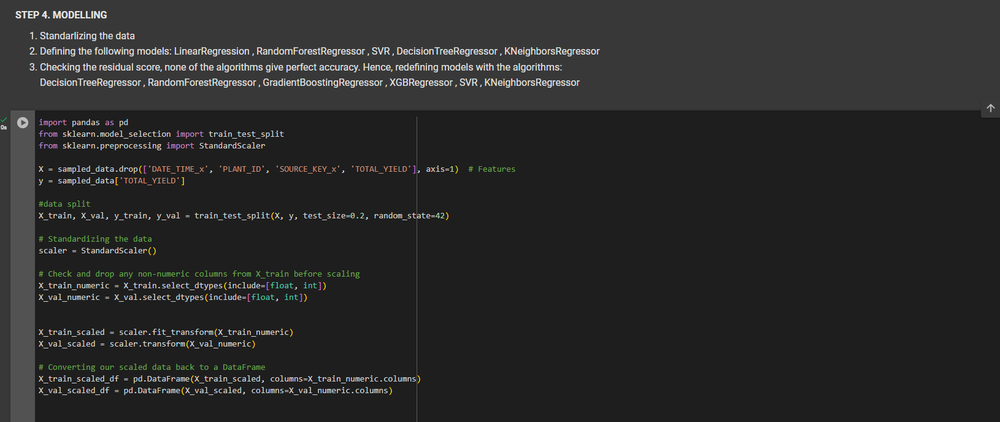 STEP 4. MODELLING
1. Standarlizing the data
2. Defining the following models: LinearRegression , RandomForestRegressor , SVR , DecisionTreeRegressor , KNeighborsRegressor
3. Checking the residual score, none of the algorithms give perfect accuracy. Hence, redefining models with the algorithms:
DecisionTreeRegressor , RandomForestRegressor , GradientBoostingRegressor , XGBRegressor , SVR , KNeighborsRegressor
0s
import pandas as pd
from sklearn.model_selection import train_test_split
from sklearn.preprocessing import StandardScaler
X = sampled_data.drop(['DATE_TIME_x', 'PLANT_ID', 'SOURCE_KEY_x', 'TOTAL_YIELD'], axis=1)  # Features
y = sampled_data['TOTAL_YIELD']
#data split
X_train, X_val, y_train, y_val = train_test_split(X, y, test_size=0.2, random_state=42)
# Standardizing the data
scaler = StandardScaler()
# Check and drop any non-numeric columns from X_train before scaling
X_train_numeric = X_train.select_dtypes(include=[float, int])
X_val_numeric = X_val.select_dtypes(include=[float, int])
X_train_scaled = scaler.fit_transform(X_train_numeric)
X_val_scaled = scaler.transform(X_val_numeric)
# Converting our scaled data back to a DataFrame
X_train_scaled_df = pd.DataFrame(X_train_scaled, columns=X_train_numeric.columns)
X_val_scaled_df = pd.DataFrame(X_val_scaled, columns=X_val_numeric.columns)